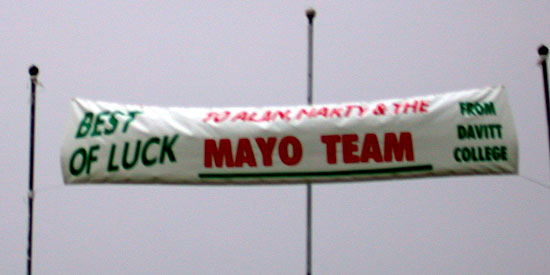 BEST
OF LUCK
TO ALAN, MARTY & THE
MAYO TEAM
FROM
DAVITT
COLLEGE